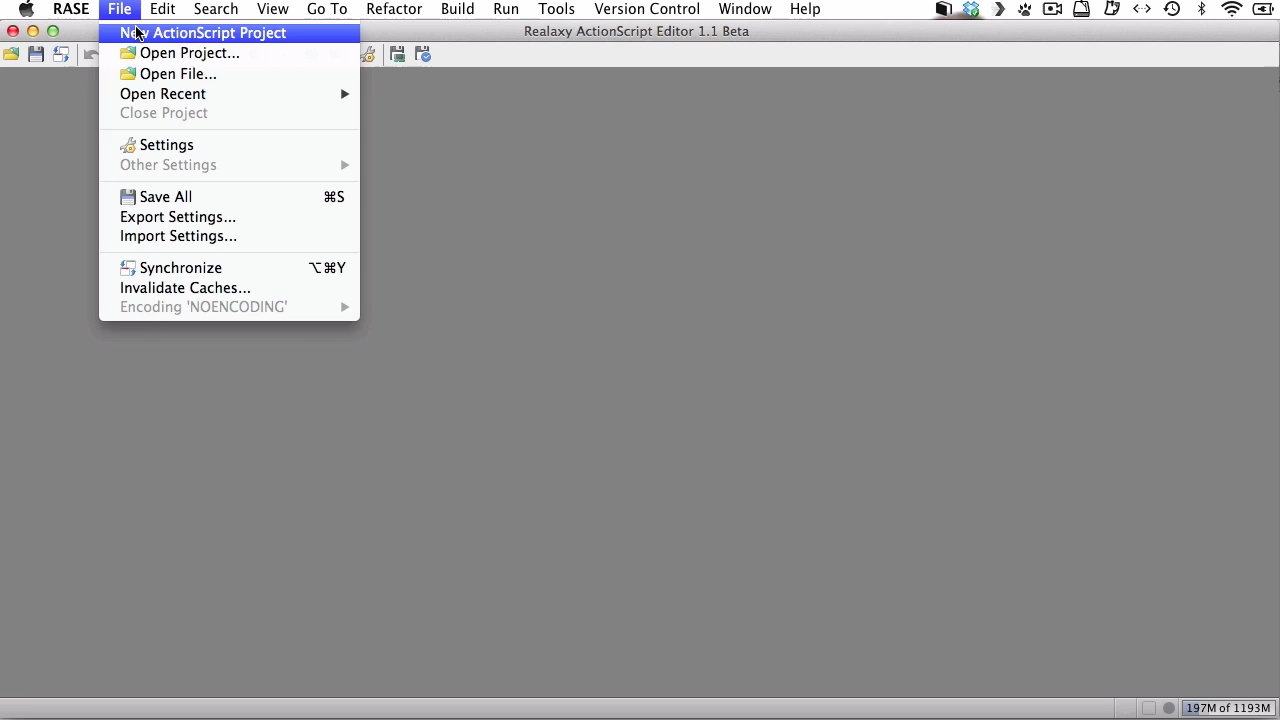 RASE File Edit Search View Go To Refactor Build Run Tools Version Control Window Help
Realaxy ActionScript Editor 1.1 Beta
New ActionScript Project
Open Project...
Open File...
Open Recent
Close Project
Settings
Other Settings
Save All ⌘S
Export Settings...
Import Settings...
Synchronize ⌥⌘Y
Invalidate Caches...
Encoding 'NOENCODING'
197M of 1193M